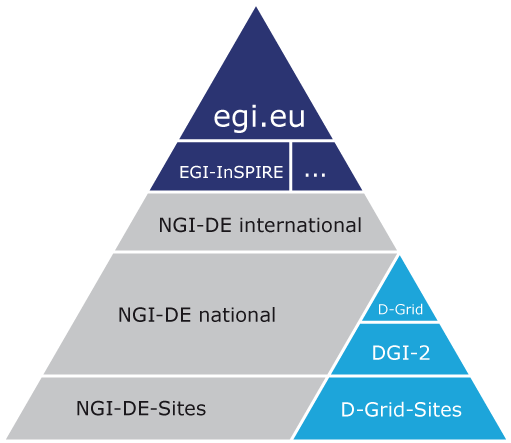 egi.eu
EGI-InSPIRE
...
NGI-DE international
NGI-DE national
D-Grid
DGI-2
NGI-DE-Sites
D-Grid-Sites